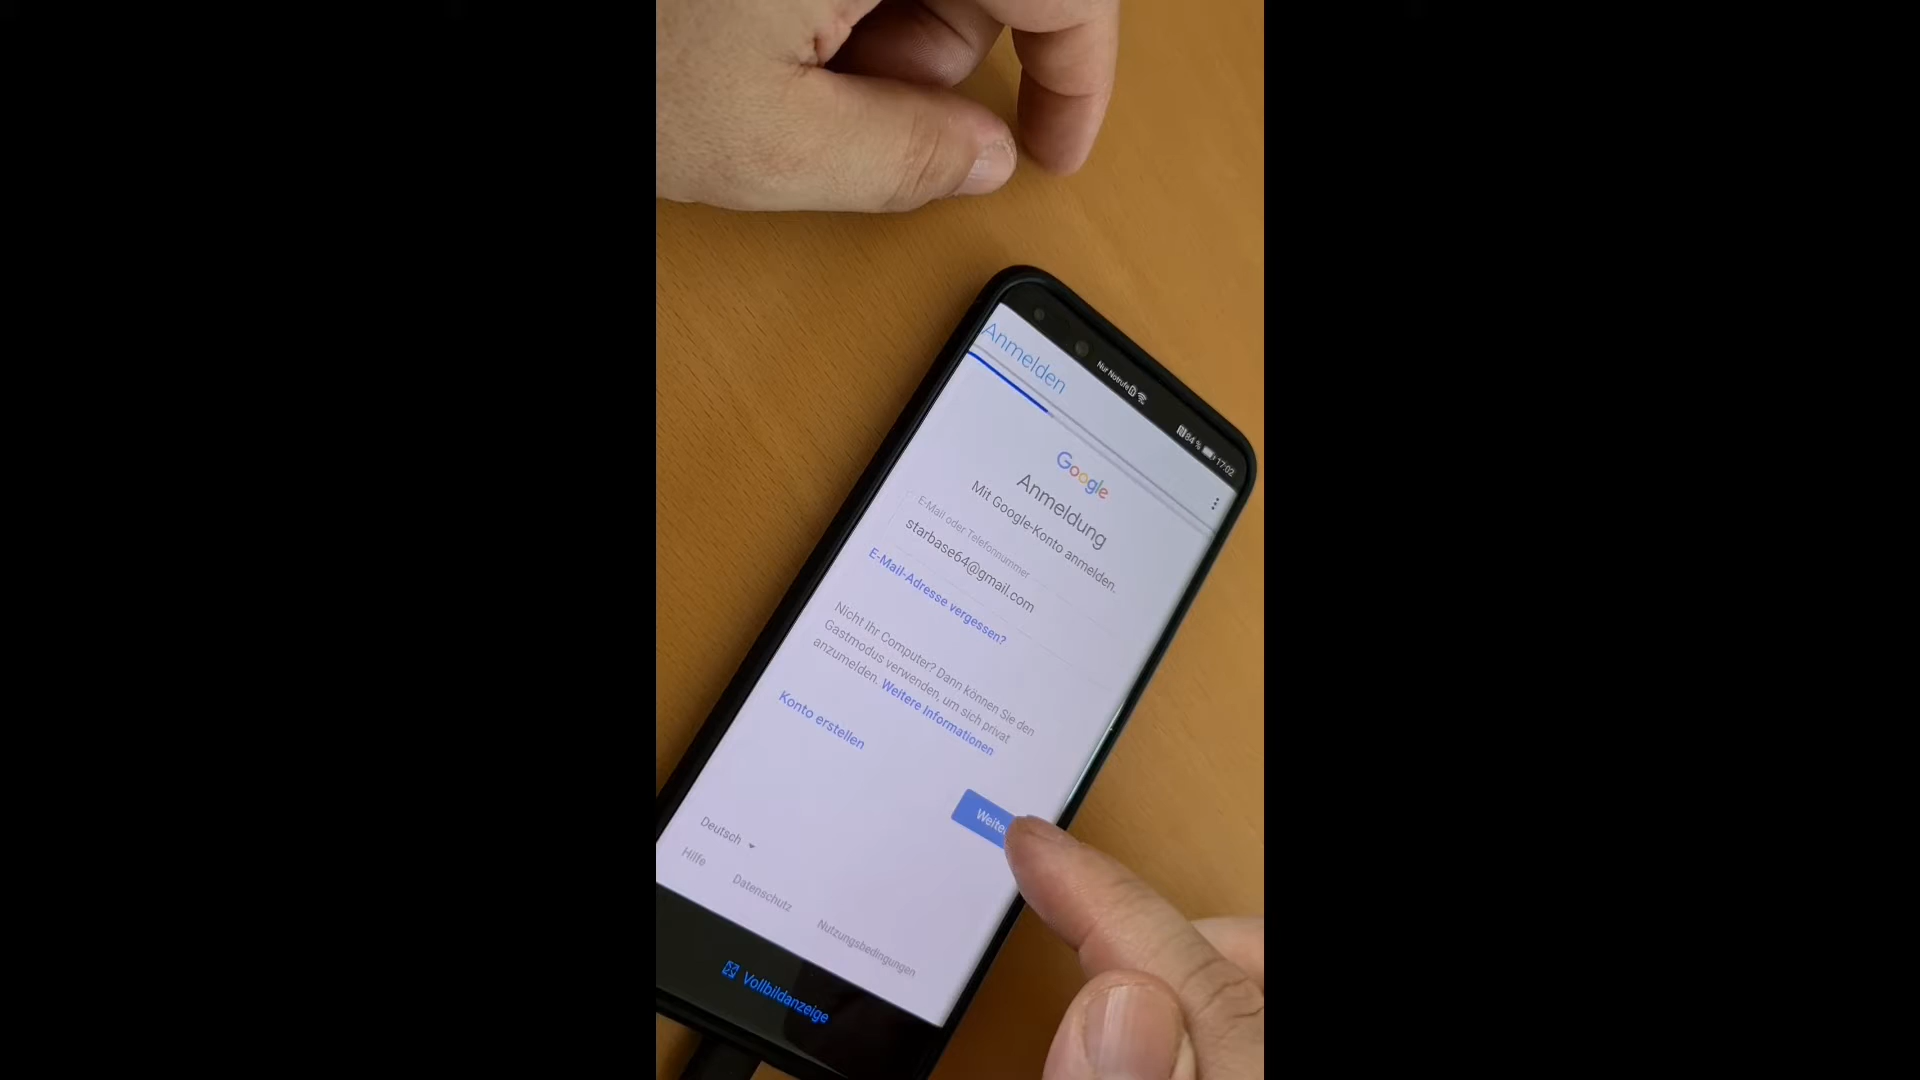 Nur Notrufe
84 % 17:02
Anmelden
Google
Anmeldung
Mit Google-Konto anmelden.
E-Mail oder Telefonnummer
starbase64@gmail.com
E-Mail-Adresse vergessen?
Nicht Ihr Computer? Dann können Sie den
Gastmodus verwenden, um sich privat
anzumelden. Weitere Informationen
Konto erstellen
Deutsch
Hilfe
Datenschutz
Nutzungsbedingungen
Vollbildanzeige